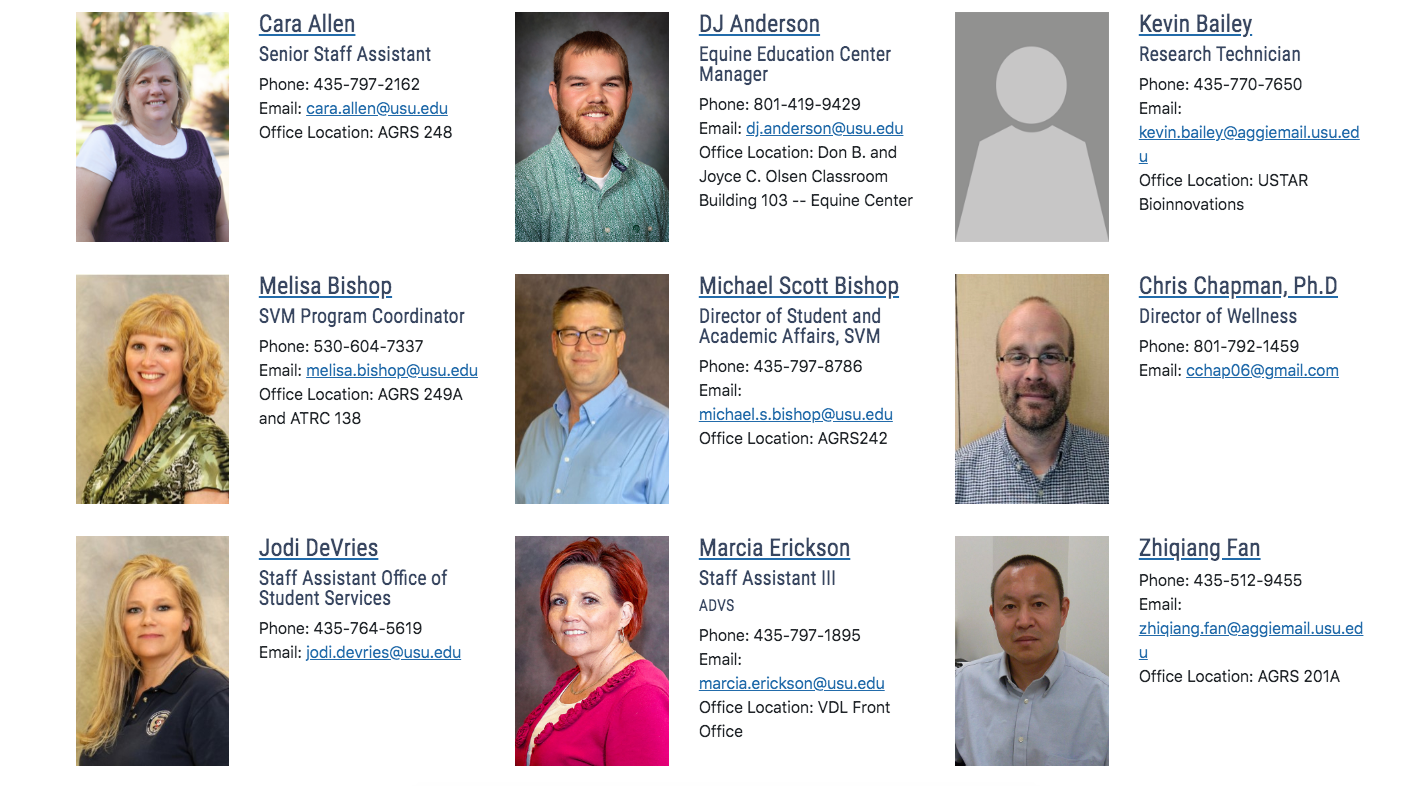 Cara Allen
Senior Staff Assistant
Phone: 435-797-2162
Email: cara.allen@usu.edu
Office Location: AGRS 248
DJ Anderson
Equine Education Center
Manager
Phone: 801-419-9429
Email: dj.anderson@usu.edu
Office Location: Don B. and
Joyce C. Olsen Classroom
Building 103 -- Equine Center
Kevin Bailey
Research Technician
Phone: 435-770-7650
Email:
kevin.bailey@aggiemail.usu.ed
u
Office Location: USTAR
Bioinnovations
Melisa Bishop
SVM Program Coordinator
Phone: 530-604-7337
Email: melisa.bishop@usu.edu
Office Location: AGRS 249A
and ATRC 138
Michael Scott Bishop
Director of Student and
Academic Affairs, SVM
Phone: 435-797-8786
Email:
michael.s.bishop@usu.edu
Office Location: AGRS242
Chris Chapman, Ph.D
Director of Wellness
Phone: 801-792-1459
Email: cchap06@gmail.com
Jodi DeVries
Staff Assistant Office of
Student Services
Phone: 435-764-5619
Email: jodi.devries@usu.edu
Marcia Erickson
Staff Assistant III
ADVS
Phone: 435-797-1895
Email:
marcia.erickson@usu.edu
Office Location: VDL Front
Office
Zhiqiang Fan
Phone: 435-512-9455
Email:
zhiqiang.fan@aggiemail.usu.ed
u
Office Location: AGRS 201A